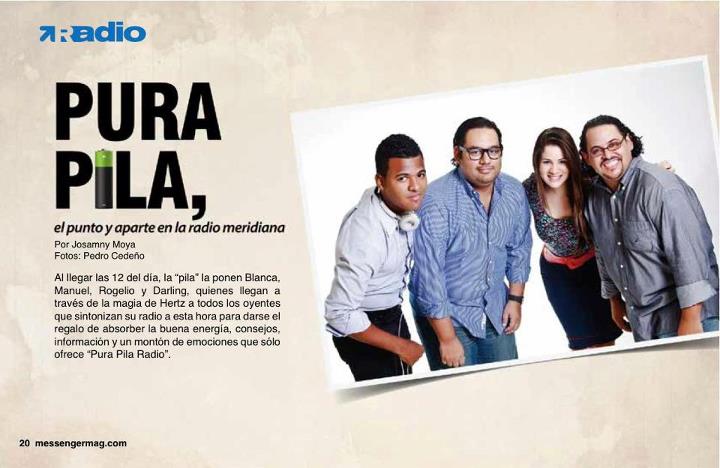 Radio
PURA
PILA,
el punto y aparte en la radio meridiana
Por Josamny Moya
Fotos: Pedro Cedeño
Al llegar las 12 del día, la “pila” la ponen Blanca,
Manuel, Rogelio y Darling, quienes llegan a
través de la magia de Hertz a todos los oyentes
que sintonizan su radio a esta hora para darse el
regalo de absorber la buena energía, consejos,
información y un montón de emociones que sólo
ofrece “Pura Pila Radio”.
20 messengermag.com